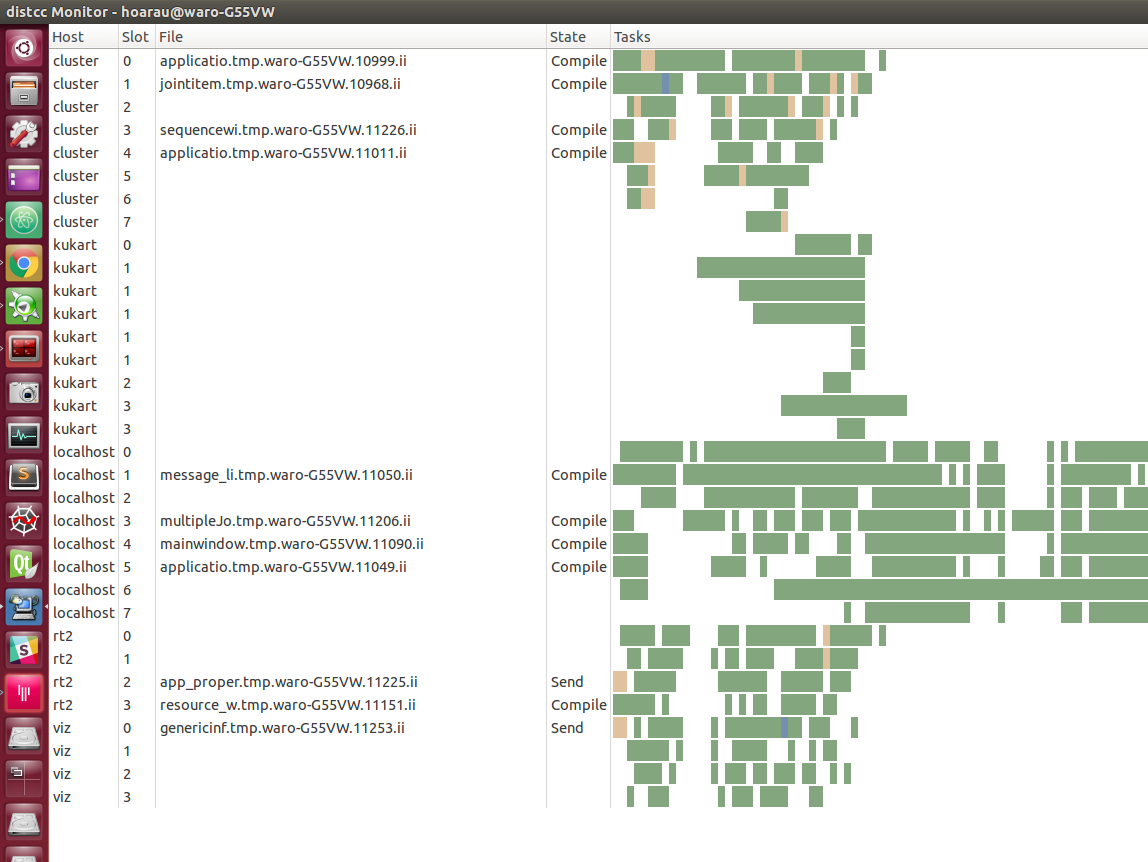 distcc Monitor - hoarau@waro-G55VW
Host Slot File State Tasks
cluster 0 applicatio.tmp.waro-G55VW.10999.ii Compile
cluster 1 jointitem.tmp.waro-G55VW.10968.ii Compile
cluster 2
cluster 3 sequencewi.tmp.waro-G55VW.11226.ii Compile
cluster 4 applicatio.tmp.waro-G55VW.11011.ii Compile
cluster 5
cluster 6
cluster 7
kukart 0
kukart 1
kukart 1
kukart 1
kukart 1
kukart 1
kukart 2
kukart 3
kukart 3
localhost 0
localhost 1 message_li.tmp.waro-G55VW.11050.ii Compile
localhost 2
localhost 3 multipleJo.tmp.waro-G55VW.11206.ii Compile
localhost 4 mainwindow.tmp.waro-G55VW.11090.ii Compile
localhost 5 applicatio.tmp.waro-G55VW.11049.ii Compile
localhost 6
localhost 7
rt2 0
rt2 1
rt2 2 app_proper.tmp.waro-G55VW.11225.ii Send
rt2 3 resource_w.tmp.waro-G55VW.11151.ii Compile
viz 0 genericinf.tmp.waro-G55VW.11253.ii Send
viz 1
viz 2
viz 3
S
Qt
S